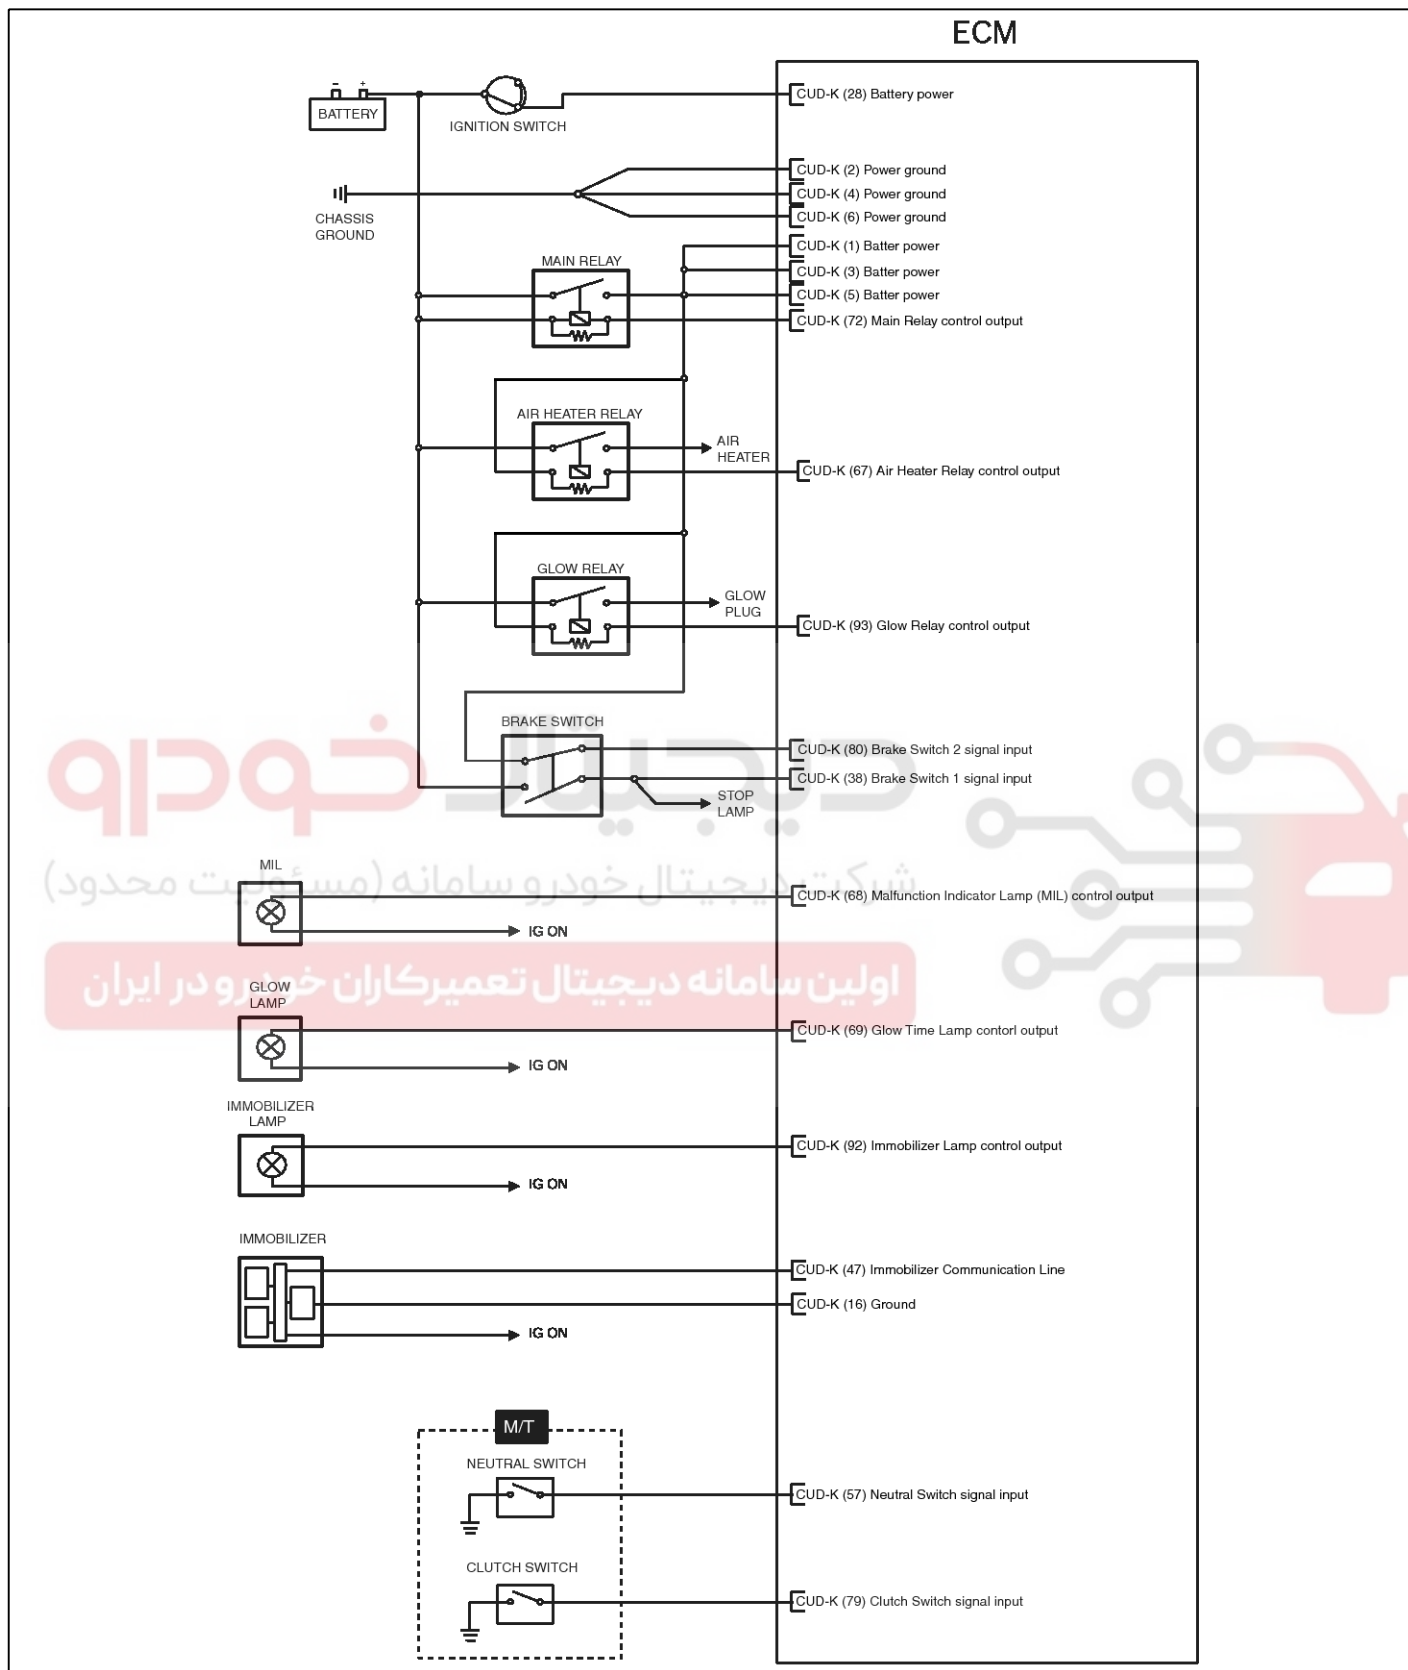 ECM
- +
BATTERY
IGNITION SWITCH
CUD-K (28) Battery power
CUD-K (2) Power ground
CUD-K (4) Power ground
CUD-K (6) Power ground
CHASSIS
GROUND
CUD-K (1) Batter power
CUD-K (3) Batter power
CUD-K (5) Batter power
MAIN RELAY
CUD-K (72) Main Relay control output
AIR HEATER RELAY
AIR
HEATER
CUD-K (67) Air Heater Relay control output
GLOW RELAY
GLOW
PLUG
CUD-K (93) Glow Relay control output
BRAKE SWITCH
CUD-K (80) Brake Switch 2 signal input
CUD-K (38) Brake Switch 1 signal input
STOP
LAMP
دیجیتال خودرو
شرکت دیجیتال خودرو سامانه (مسئولیت محدود)
MIL
CUD-K (68) Malfunction Indicator Lamp (MIL) control output
IG ON
اولین سامانه دیجیتال تعمیرکاران خودرو در ایران
GLOW
LAMP
CUD-K (69) Glow Time Lamp contorl output
IG ON
IMMOBILIZER
LAMP
CUD-K (92) Immobilizer Lamp control output
IG ON
IMMOBILIZER
CUD-K (47) Immobilizer Communication Line
CUD-K (16) Ground
IG ON
M/T
NEUTRAL SWITCH
CUD-K (57) Neutral Switch signal input
CLUTCH SWITCH
CUD-K (79) Clutch Switch signal input